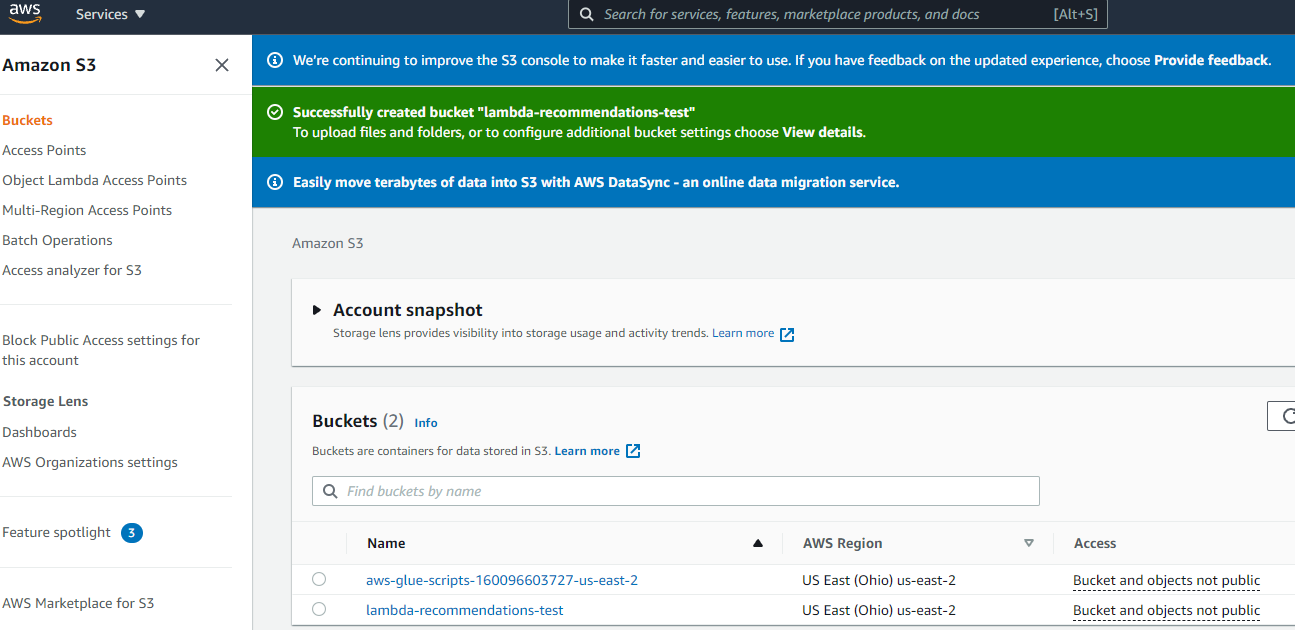 aws
Services
Search for services, features, marketplace products, and docs
[Alt+S]
Amazon S3
Buckets
Access Points
Object Lambda Access Points
Multi-Region Access Points
Batch Operations
Access analyzer for S3
Block Public Access settings for
this account
Storage Lens
Dashboards
AWS Organizations settings
Feature spotlight 3
AWS Marketplace for S3
We're continuing to improve the S3 console to make it faster and easier to use. If you have feedback on the updated experience, choose Provide feedback.
Successfully created bucket "lambda-recommendations-test"
To upload files and folders, or to configure additional bucket settings choose View details.
Easily move terabytes of data into S3 with AWS DataSync - an online data migration service.
Amazon S3
Account snapshot
Storage lens provides visibility into storage usage and activity trends. Learn more
Buckets (2) Info
Buckets are containers for data stored in S3. Learn more
Find buckets by name
Name AWS Region Access
aws-glue-scripts-160096603727-us-east-2 US East (Ohio) us-east-2 Bucket and objects not public
lambda-recommendations-test US East (Ohio) us-east-2 Bucket and objects not public